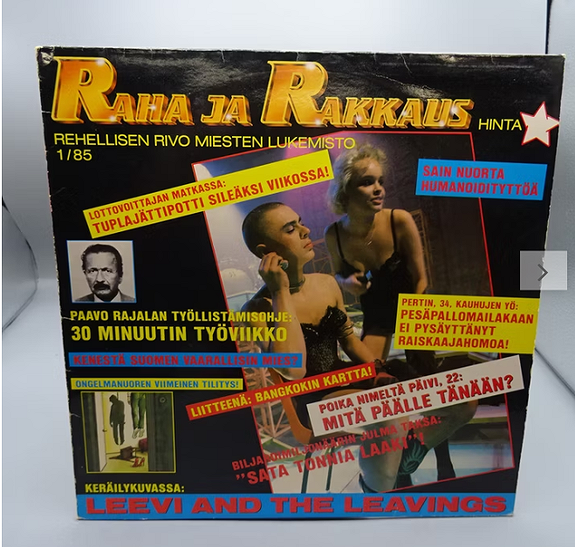 RAHA JA RAKKAUS
HINTA
REHELLISEN RIVO MIESTEN LUKEMISTO
1/85
LOTTOVOITTAJAN MATKASSA:
TUPLAJÄTTIPOTTI SILEÄKSI VIIKOSSA!
SAIN NUORTA
HUMANOIDITYTTÖÄ
PAAVO RAJALAN TYÖLLISTÄMISOHJE:
30 MINUUTIN TYÖVIIKKO
PERTIN, 34, KAUHUJEN YÖ:
PESÄPALLOMAILAKAAN
EI PYSÄYTTÄNYT
RAISKAAJAHOMOA!
KENESTÄ SUOMEN VAARALLISIN MIES?
ONGELMANUOREN VIIMEINEN TILITYS!
LIITTEENÄ: BANGKOKIN KARTTA!
POIKA NIMELTÄ PÄIVI, 22:
MITÄ PÄÄLLE TÄNÄÄN?
JULMA TAKSA:
"SATA TONNIA LAAKI"!
KERÄILYKUVASSA:
LEEVI AND THE LEAVINGS